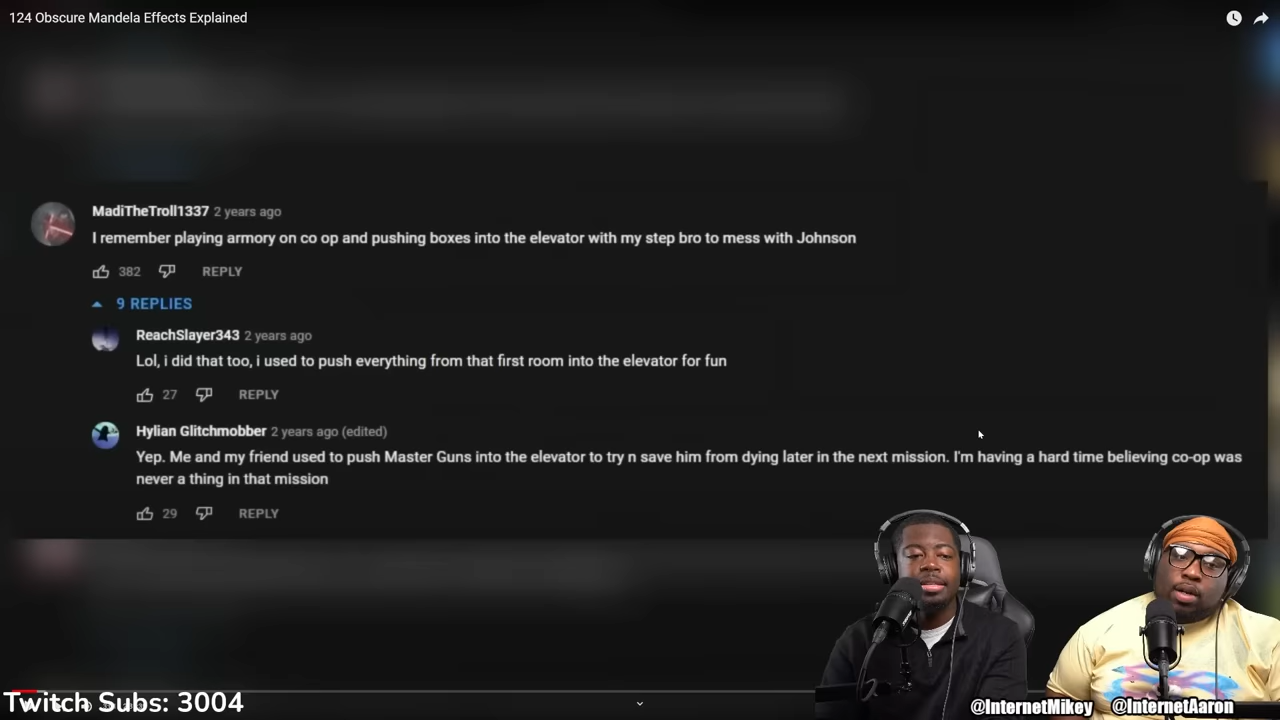 124 Obscure Mandela Effects Explained
MadiTheTroll1337 2 years ago
I remember playing armory on co op and pushing boxes into the elevator with my step bro to mess with Johnson
382 REPLY
9 REPLIES
ReachSlayer343 2 years ago
Lol, i did that too, i used to push everything from that first room into the elevator for fun
27 REPLY
Hylian Glitchmobber 2 years ago (edited)
Yep. Me and my friend used to push Master Guns into the elevator to try n save him from dying later in the next mission. I'm having a hard time believing co-op was
never a thing in that mission
29 REPLY
Twitch Subs: 3004
@InternetMikey @InternetAaron